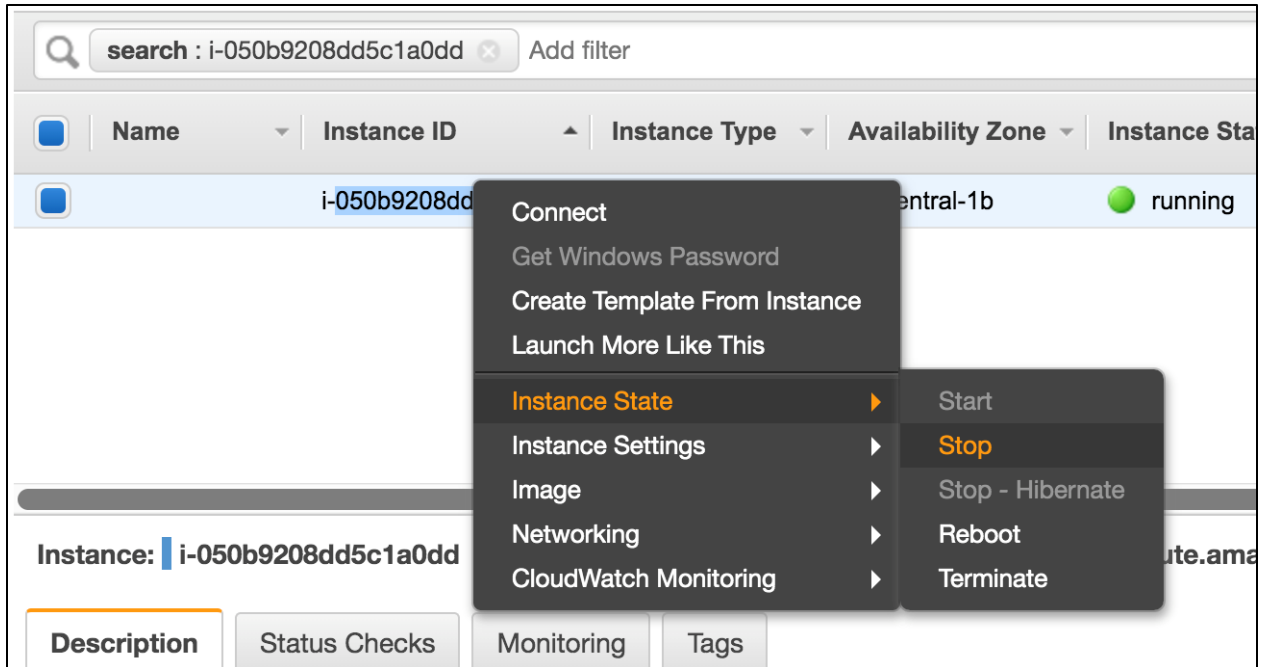 search : i-050b9208dd5c1a0dd Add filter
Name Instance ID Instance Type Availability Zone Instance Sta
i-050b9208dd entral-1b running
Connect
Get Windows Password
Create Template From Instance
Launch More Like This
Instance State
Instance Settings
Image
Networking
CloudWatch Monitoring
Start
Stop
Stop - Hibernate
Reboot
Terminate
Instance: i-050b9208dd5c1a0dd ute.ama
Description Status Checks Monitoring Tags